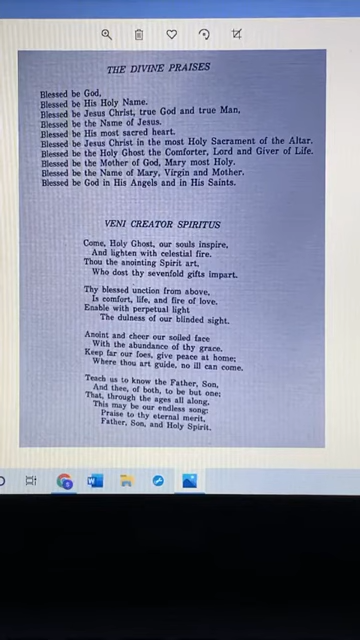 THE DIVINE PRAISES
Blessed be God,
Blessed be His Holy Name.
Blessed be Jesus Christ, true God and true Man,
Blessed be the Name of Jesus.
Blessed be His most sacred heart.
Blessed be Jesus Christ in the most Holy Sacrament of the Altar.
Blessed be the Holy Ghost the Comforter, Lord and Giver of Life.
Blessed be the Mother of God, Mary most Holy.
Blessed be the Name of Mary, Virgin and Mother.
Blessed be God in His Angels and in His Saints.
VENI CREATOR SPIRITUS
Come, Holy Ghost, our souls inspire,
And lighten with celestial fire.
Thou the anointing Spirit art,
Who dost thy sevenfold gifts impart.
Thy blessed unction from above,
Is comfort, life, and fire of love.
Enable with perpetual light
The dulness of our blinded sight.
Anoint and cheer our soiled face
With the abundance of thy grace.
Keep far our foes, give peace at home;
Where thou art guide, no ill can come.
Teach us to know the Father, Son,
And thee, of both, to be but one;
That, through the ages all along,
This may be our endless song:
Praise to thy eternal merit,
Father, Son, and Holy Spirit.